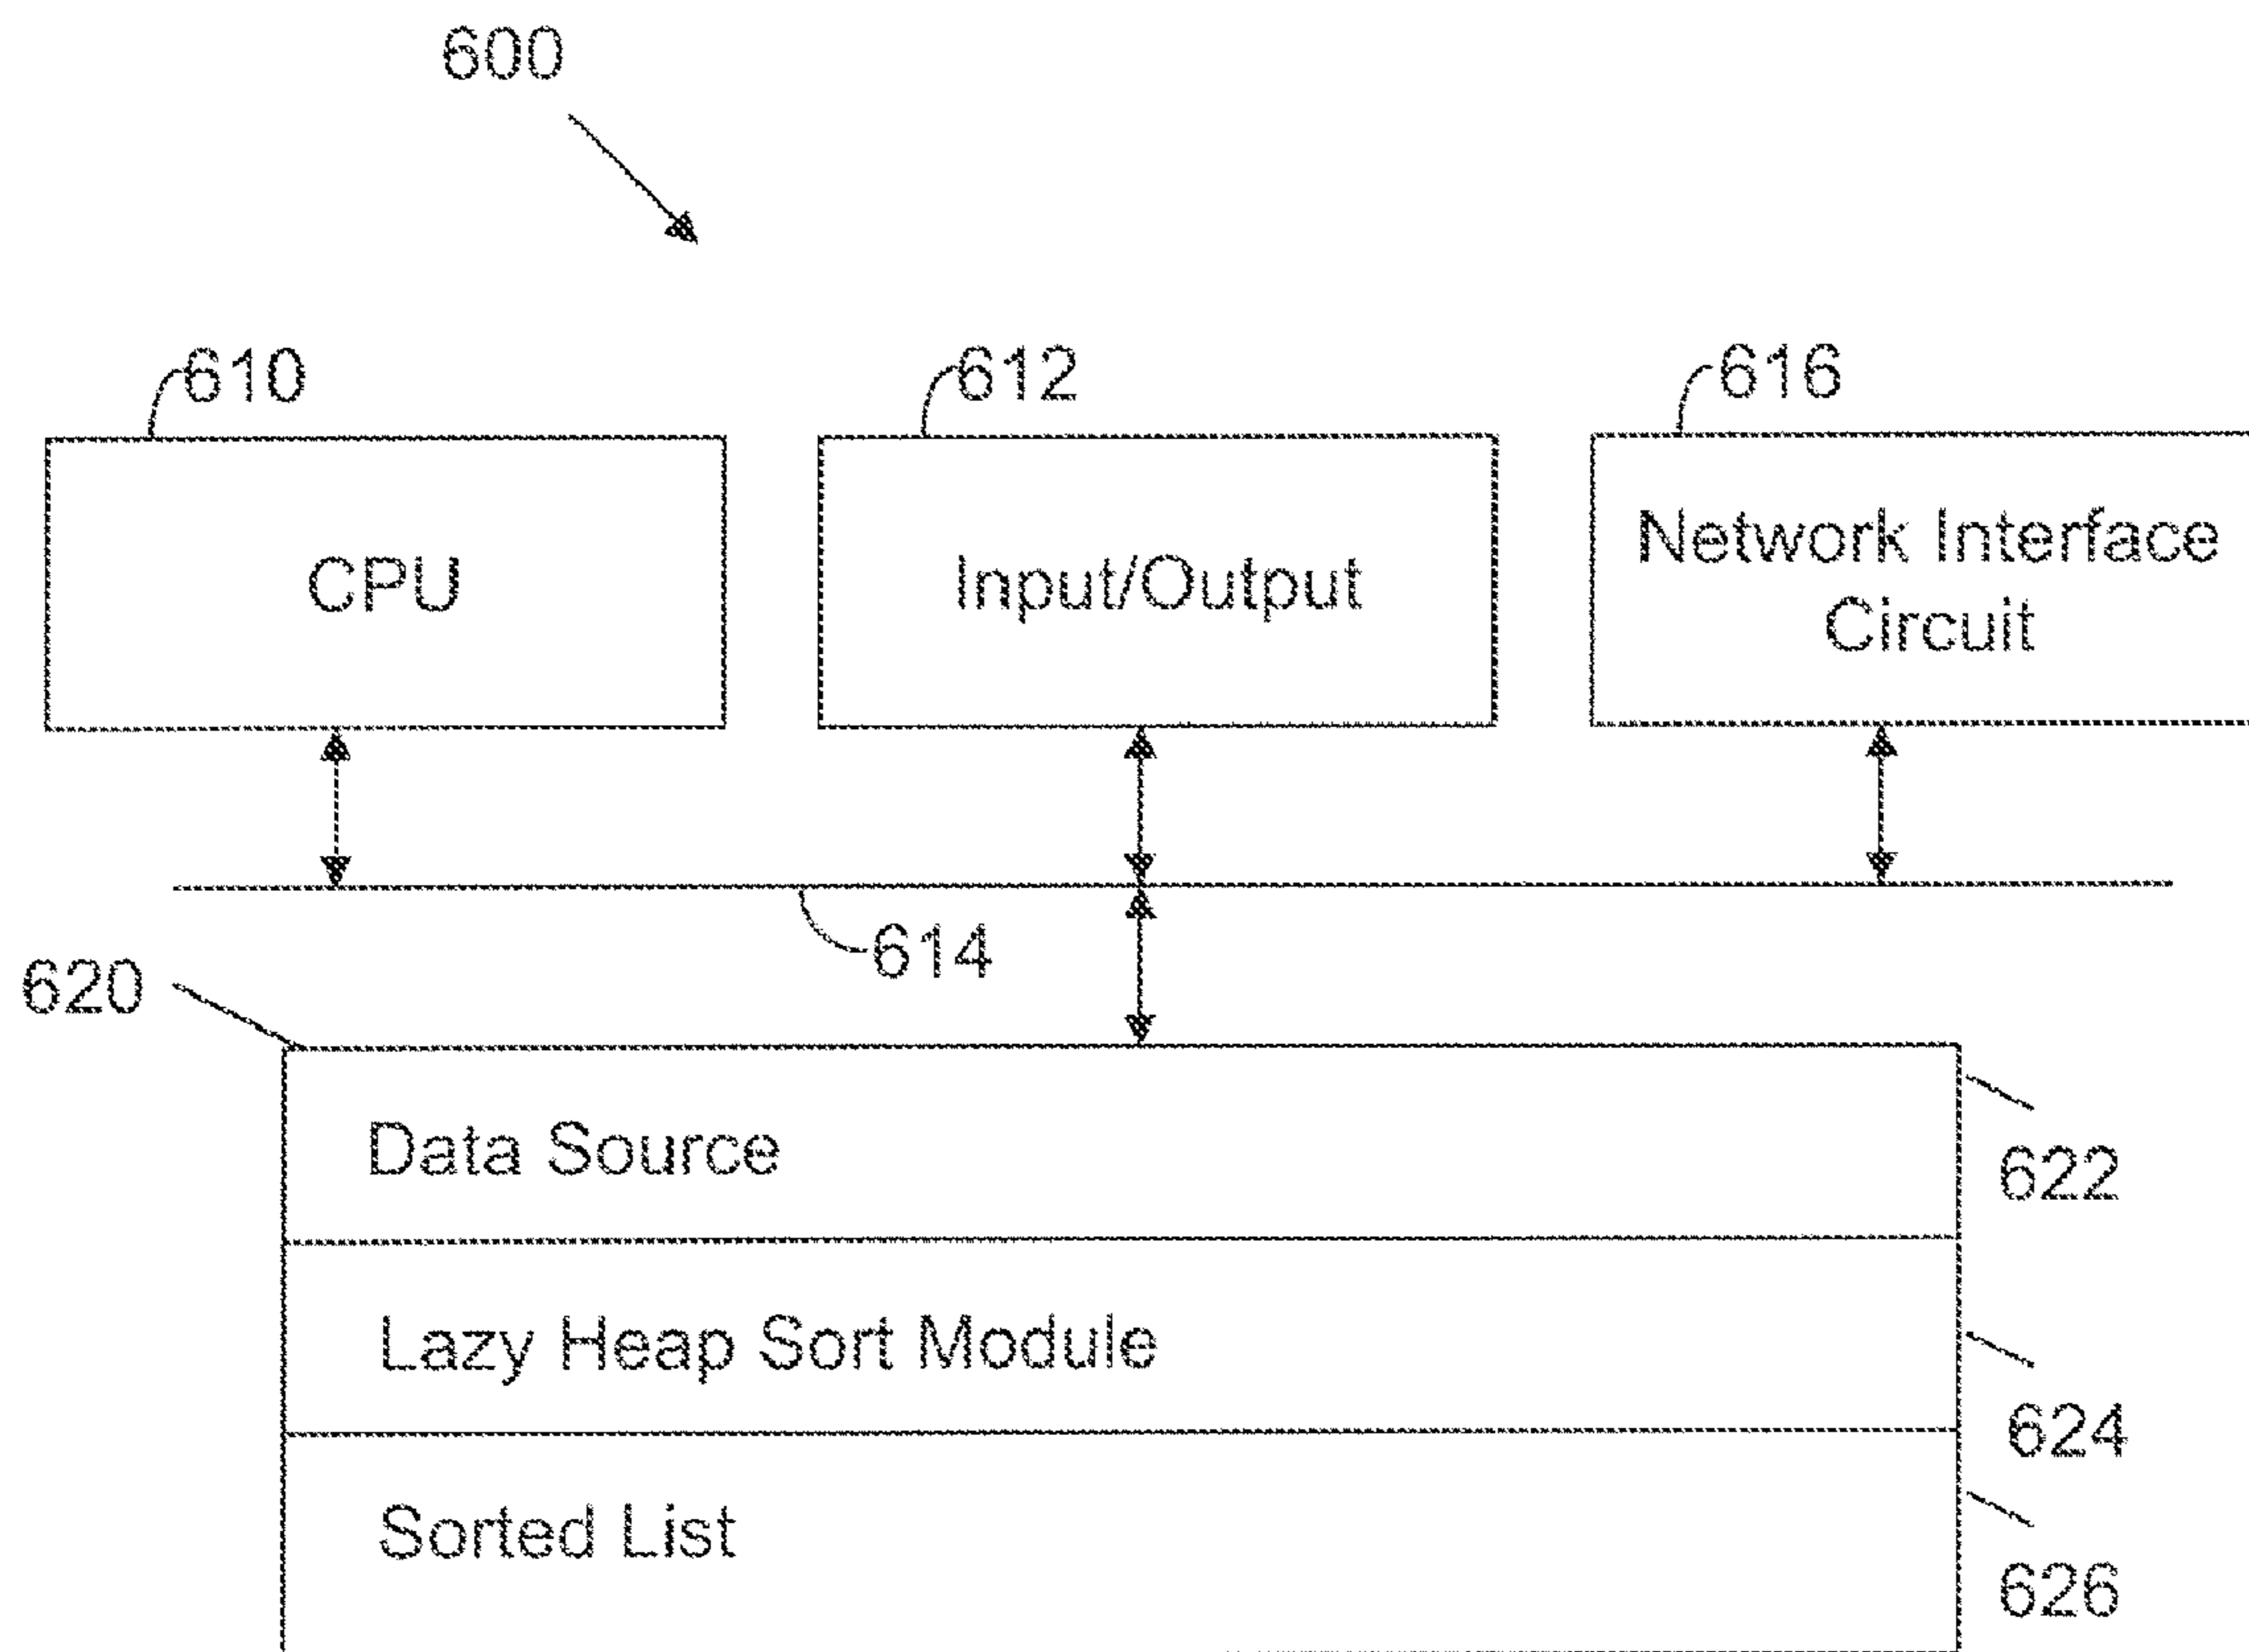 600
610
612
616
CPU
Input/Output
Network Interface
Circuit
614
620
Data Source
622
Lazy Heap Sort Module
624
Sorted List
626